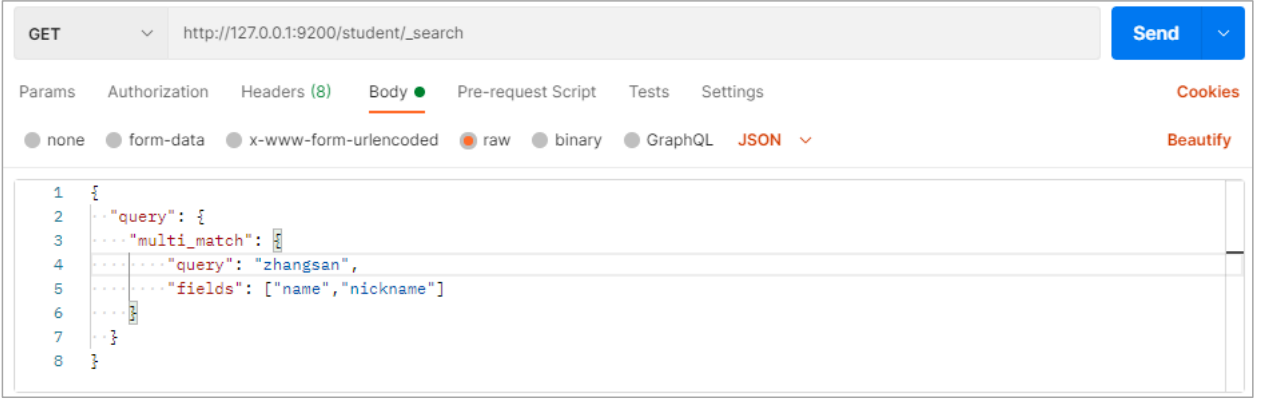 GET http://127.0.0.1:9200/student/_search Send
Params Authorization Headers (8) Body Pre-request Script Tests Settings Cookies
none form-data x-www-form-urlencoded raw binary GraphQL JSON Beautify
1 {
2 "query": {
3 "multi_match": {
4 "query": "zhangsan",
5 "fields": ["name","nickname"]
6 }
7 }
8 }